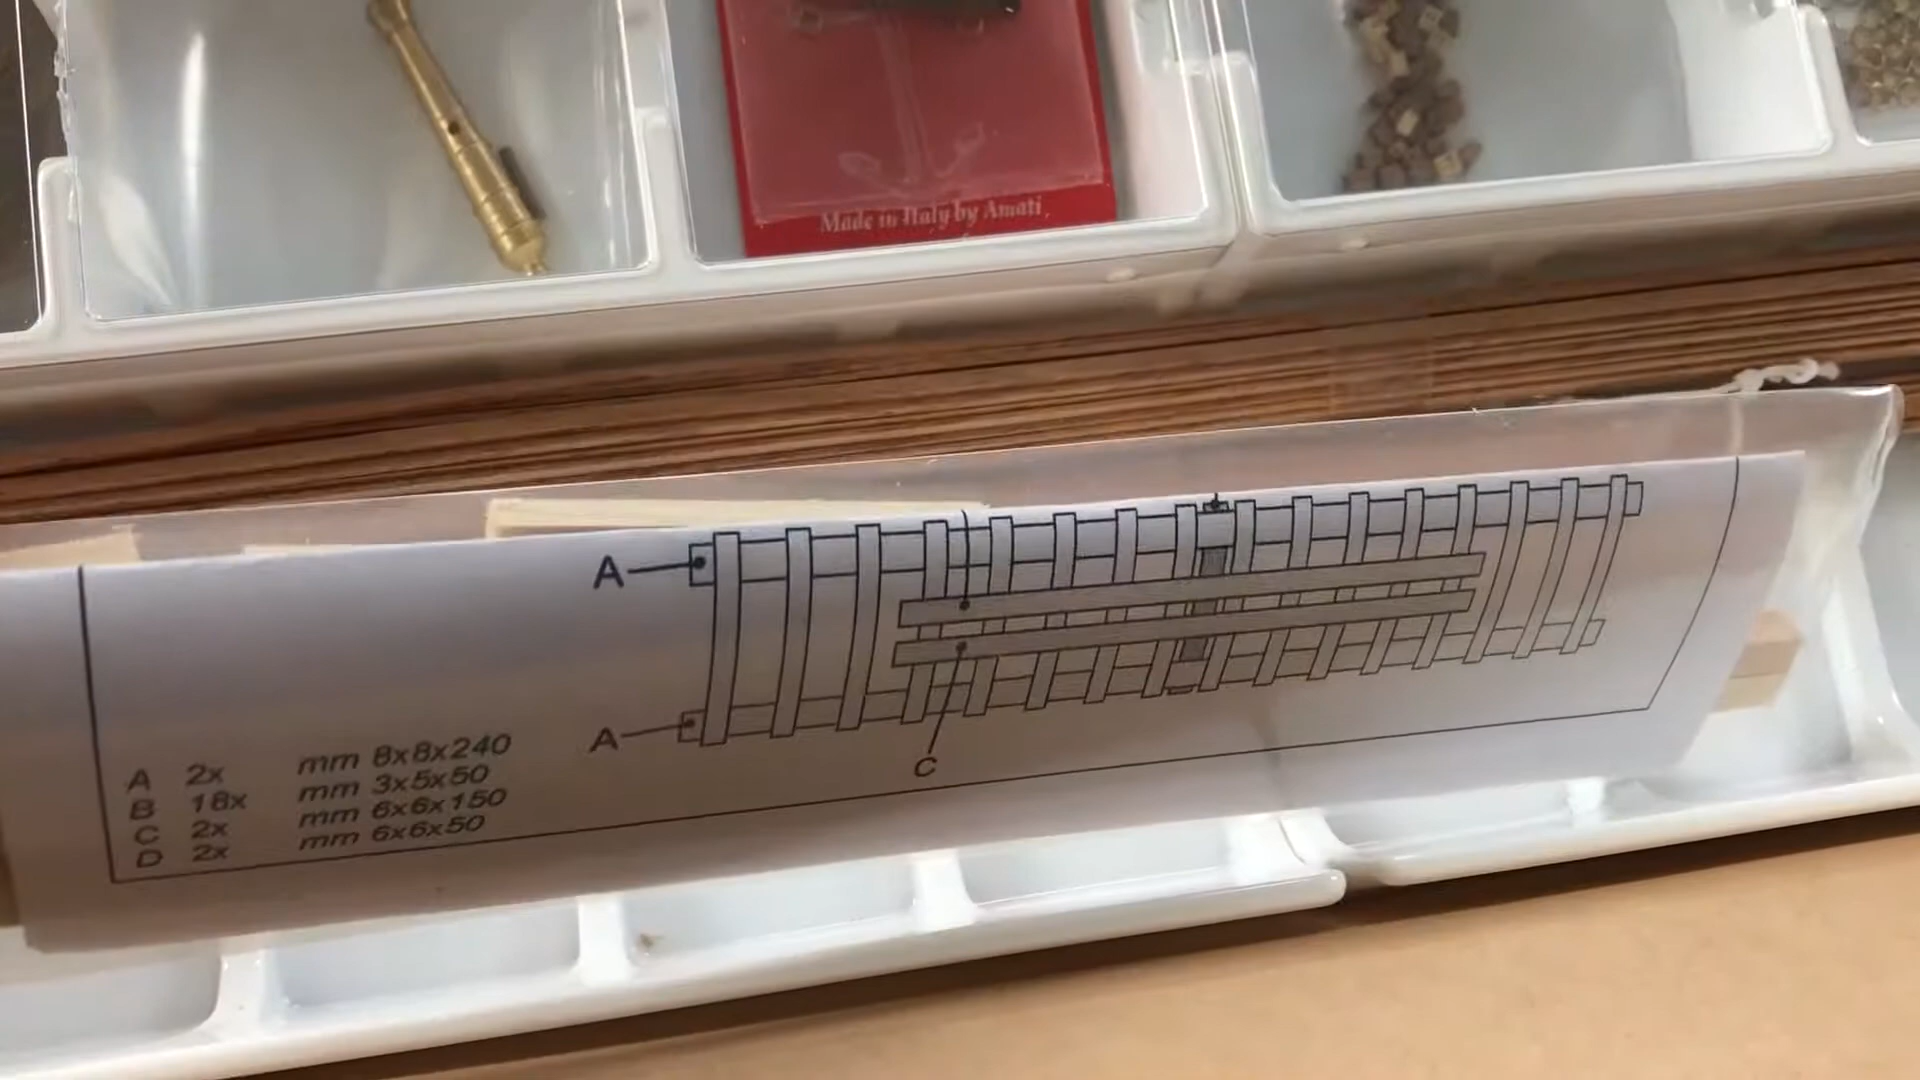 Made in Italy by Amati.
A
A
C
A 2x mm 8x8x240
B 18x mm 3x5x50
C 2x mm 6x6x150
D 2x mm 6x6x50